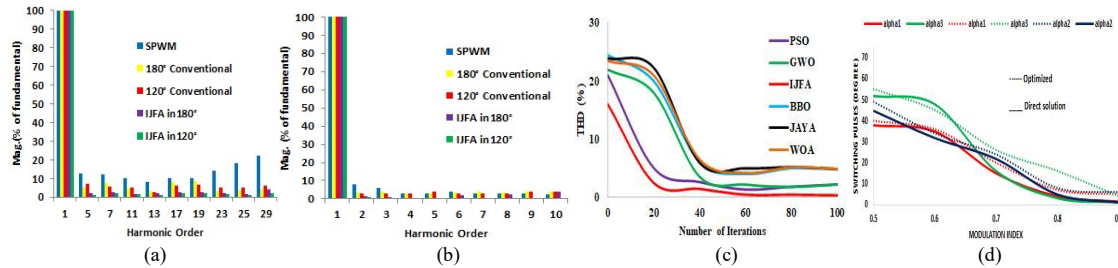 100
90
80
70
60
50
40
30
20
10
0
Mag.(% of fundamental)
SPWM
180° Conventional
120° Conventional
IJFA in180°
IJFA in120°
1 5 7 11 13 17 19 23 25 29
Harmonic Order
(a)
100
90
80
70
60
50
40
30
20
10
0
Mag. (% of fundamental)
SPWM
180° Conventional
120° Conventional
IJFA in180°
IJFA in 120°
1 2 3 4 5 6 7 8 9 10
Harmonic Order
(b)
30
20
10
0
THD (%)
PSO
GWO
IJFA
BBO
JAYA
WOA
0 20 40 60 80 100
Number of Iterations
(c)
alpha1 alpha3 alpha1 alpha3 alpha2 alpha2
70
60
50
40
30
20
10
0
SWITCHING PULSES (DEGREE)
Optimized
Direct solution
0.5 0.6 0.7 0.8
MODULATION INDEX
(d)